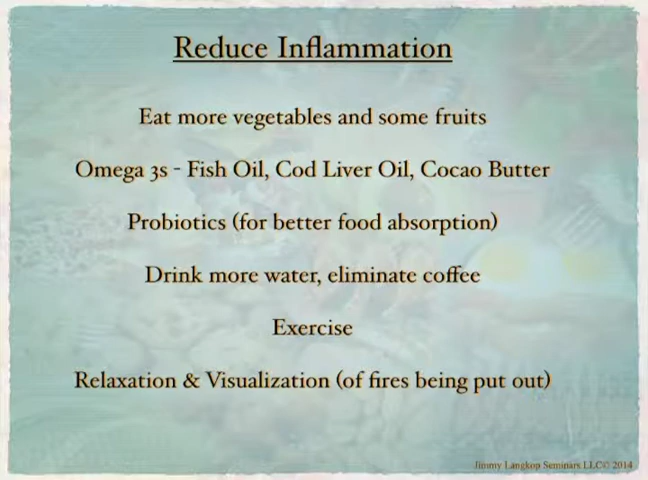 Reduce Inflammation
Eat more vegetables and some fruits
Omega 3s - Fish Oil, Cod Liver Oil, Cocao Butter
Probiotics (for better food absorption)
Drink more water, eliminate coffee
Exercise
Relaxation & Visualization (of fires being put out)
Jimmy Langkop Seminars LLC© 2014